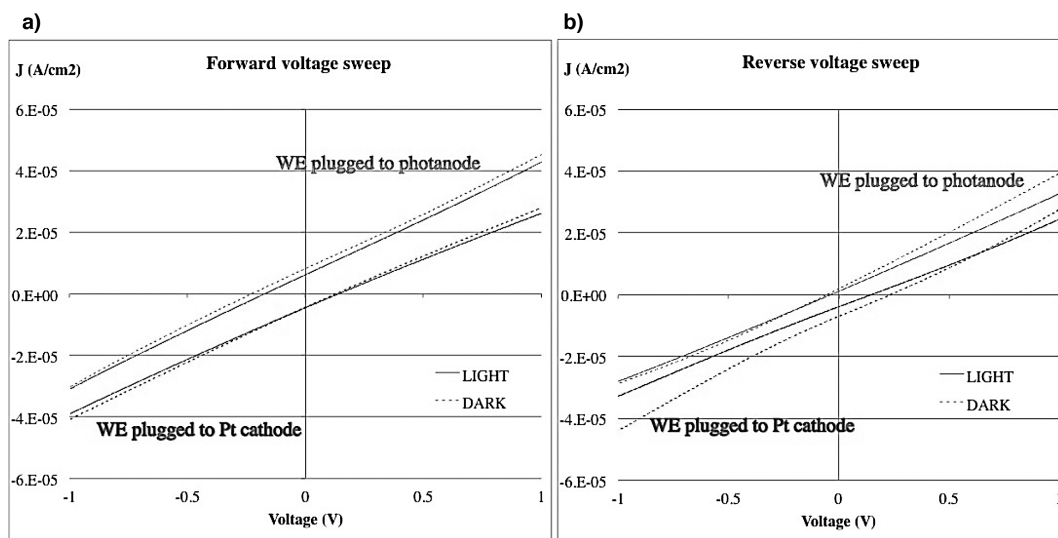 a)
Forward voltage sweep
J (A/cm2)
6.E-05
WE plugged to photanode
4.E-05
2.E-05
0.E+00
-2.E-05
LIGHT
DARK
-4.E-05
WE plugged to Pt cathode
-6.E-05
-1
-0.5
0
0.5
1
Voltage (V)
b)
Reverse voltage sweep
J (A/cm2)
6.E-05
4.E-05
WE plugged to photanode
2.E-05
0.E+00
-2.E-05
LIGHT
DARK
-4.E-05
WE plugged to Pt cathode
-6.E-05
-1
-0.5
0
0.5
Voltage (V)